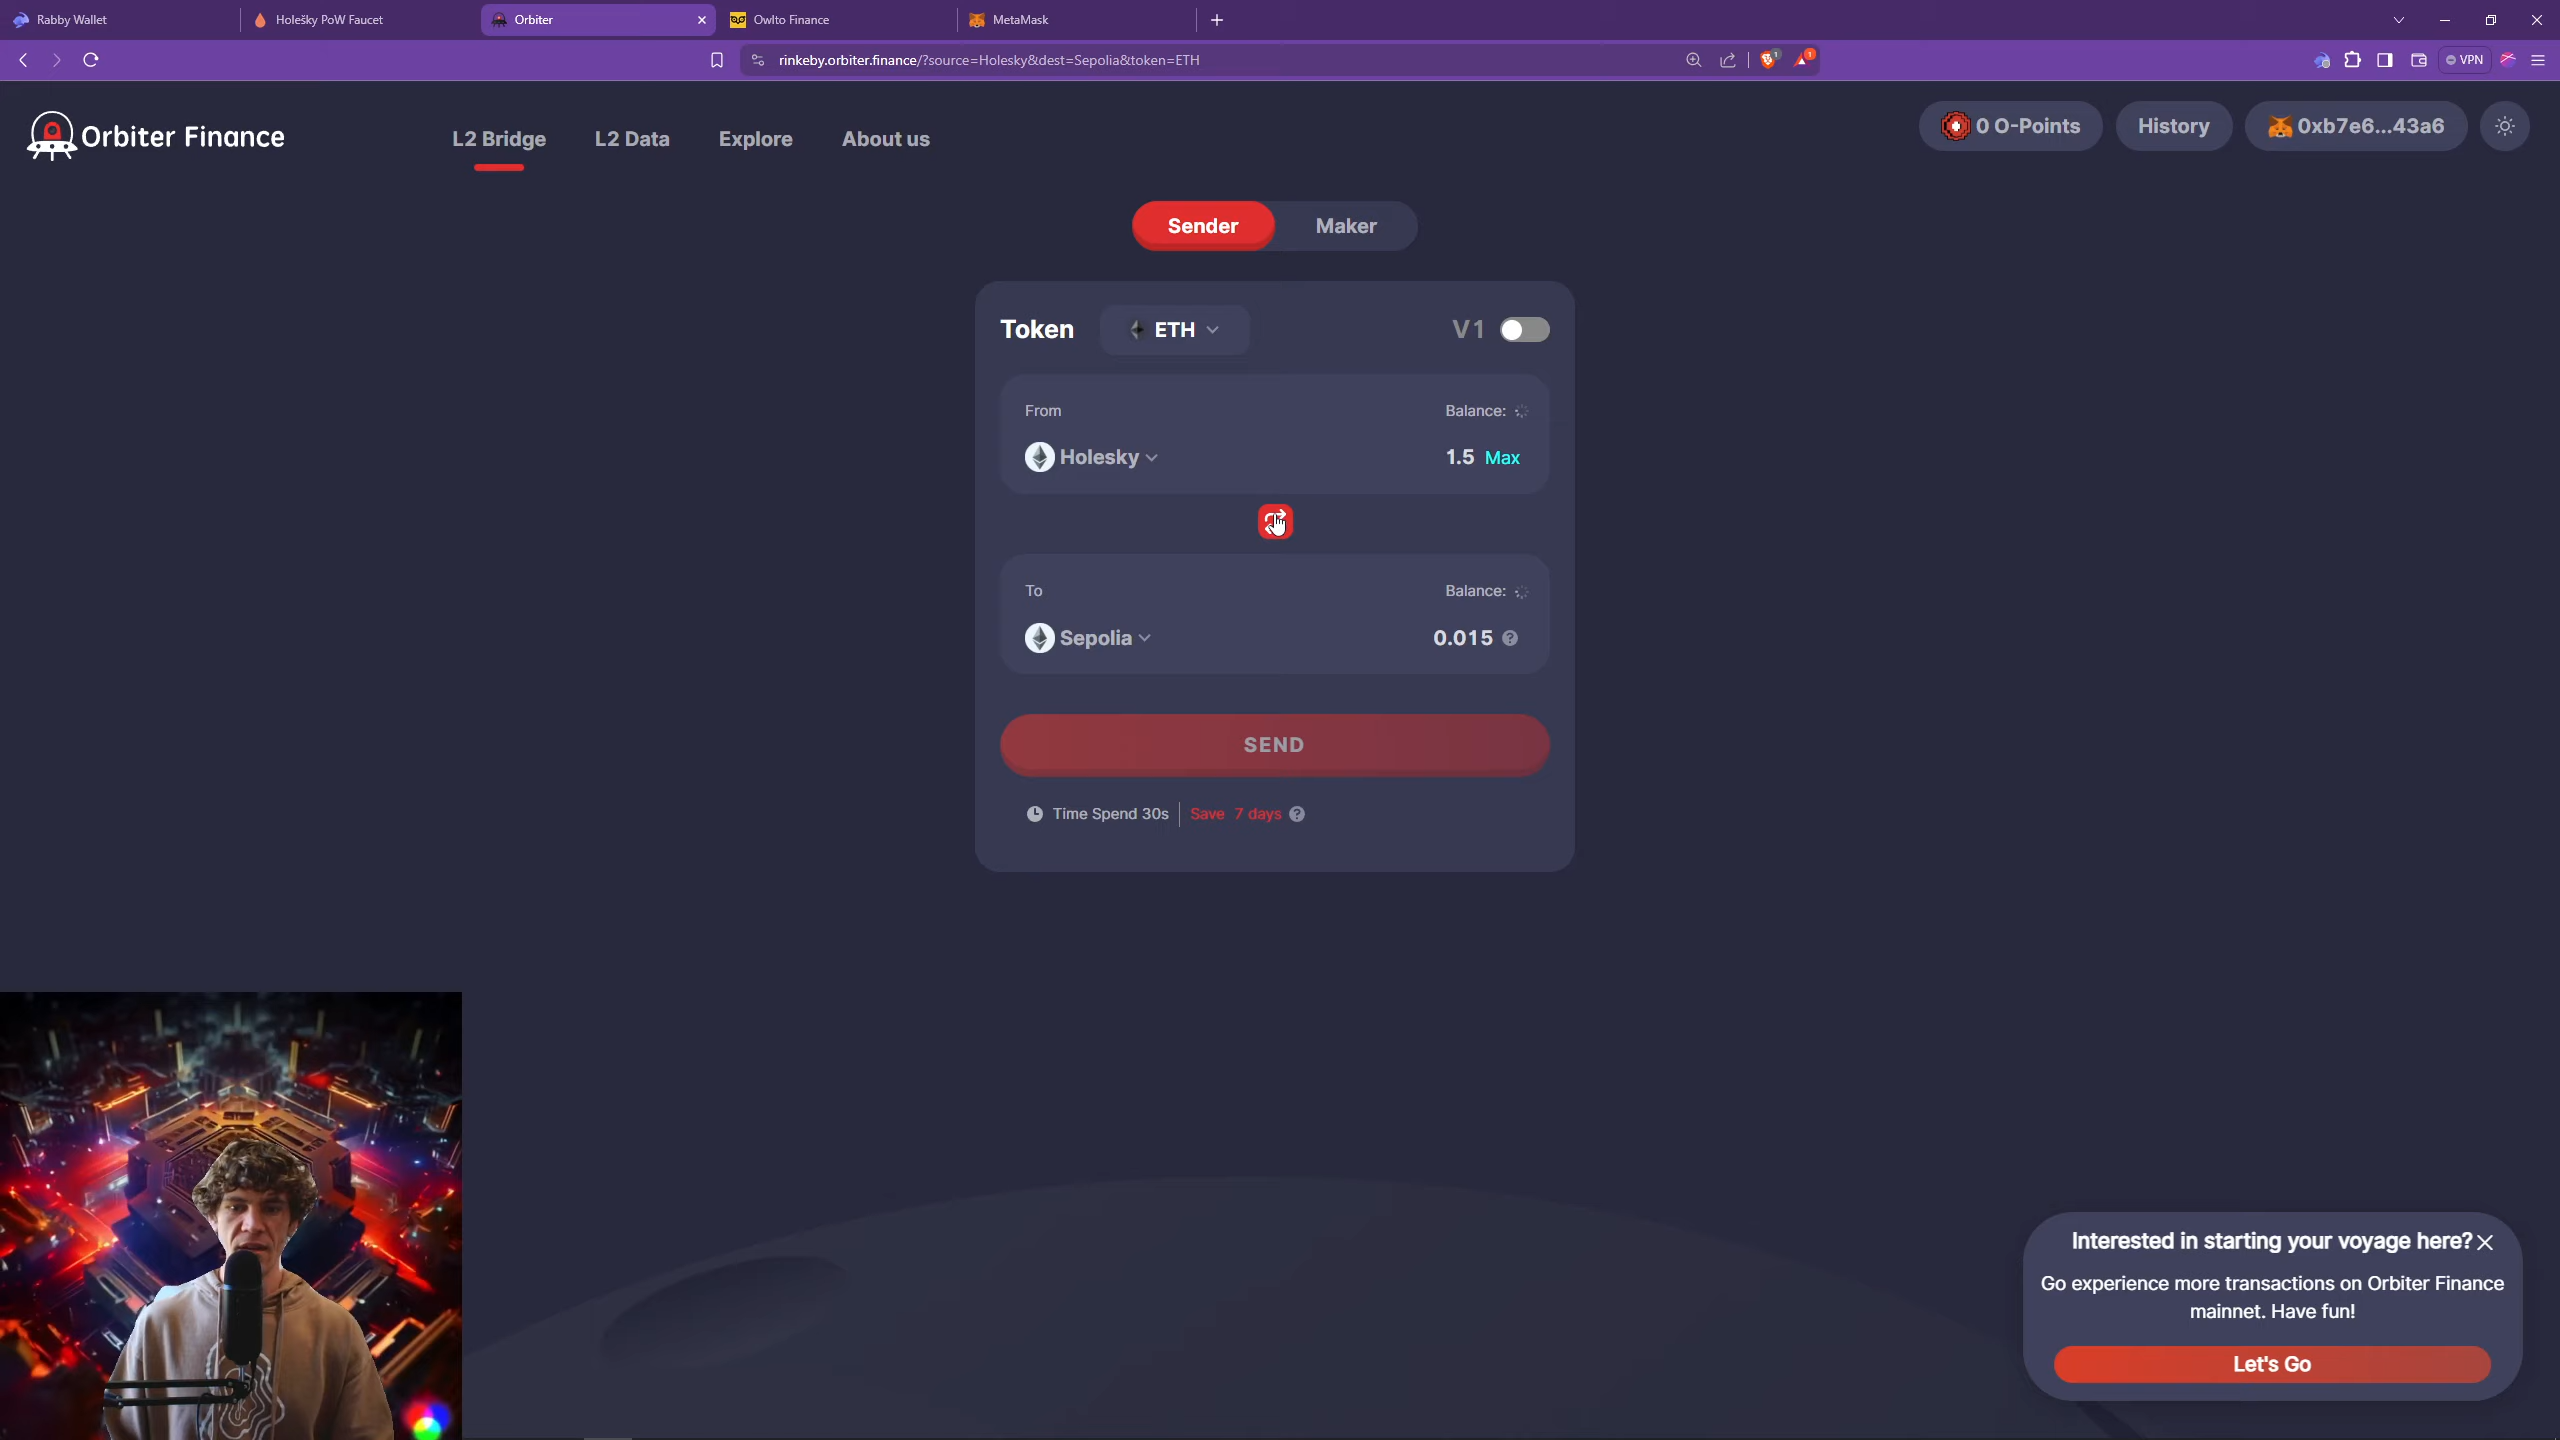 Rabby Wallet
Holešky PoW Faucet
Orbiter
Owlto Finance
MetaMask
rinkeby.orbiter.finance/?source=Holesky&dest=Sepolia&token=ETH
1
1
VPN
Orbiter Finance
L2 Bridge
L2 Data
Explore
About us
0 O-Points
History
0xb7e6...43a6
Sender
Maker
Token
ETH
V1
From
Balance:
Holesky
1.5 Max
To
Balance:
Sepolia
0.015 ?
SEND
Time Spend 30s
Save 7 days ?
Interested in starting your voyage here?
Go experience more transactions on Orbiter Finance
mainnet. Have fun!
Let's Go